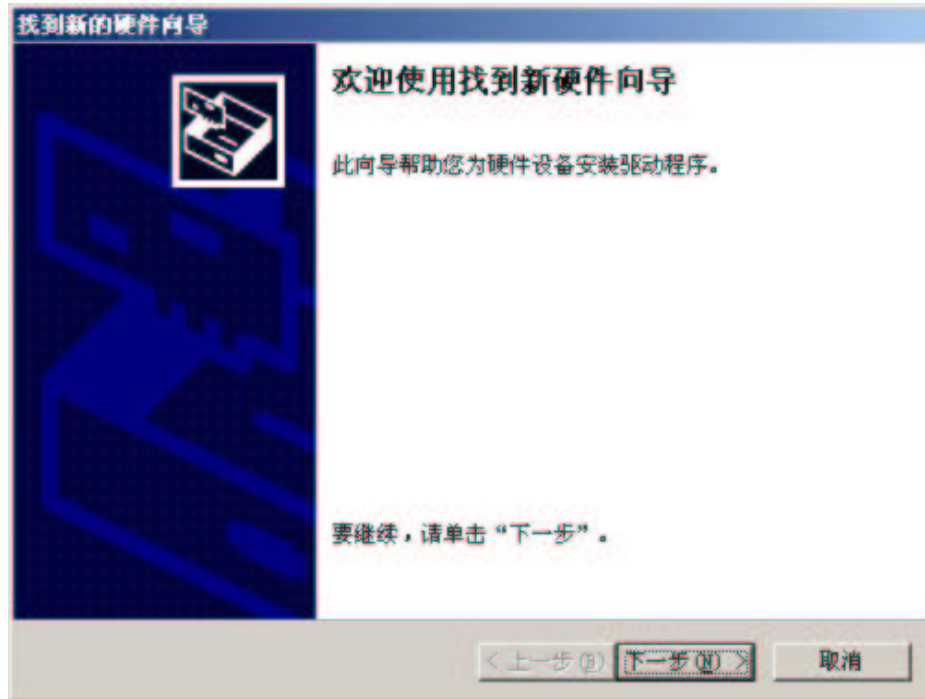 找到新的硬件向导
欢迎使用找到新硬件向导
此向导帮助您为硬件设备安装驱动程序。
要继续，请单击“下一步”。
< 上一步(B) 下一步(N) > 取消